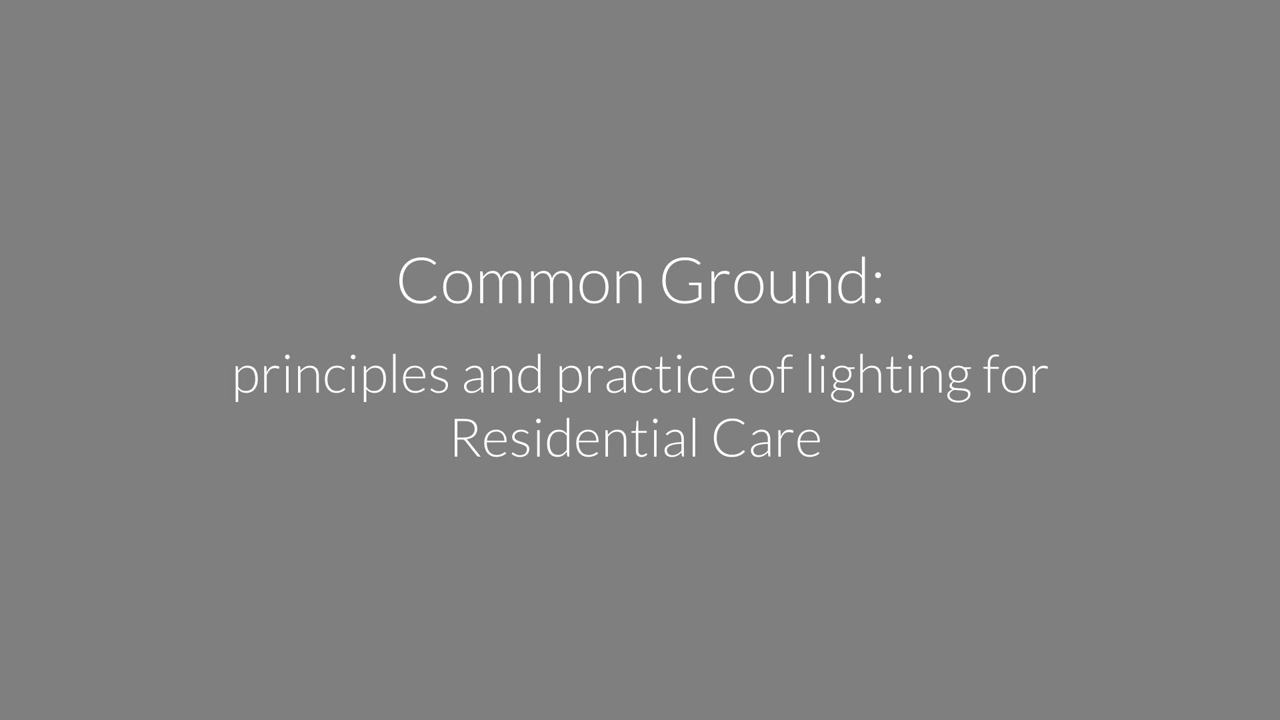 Common Ground:
principles and practice of lighting for
Residential Care